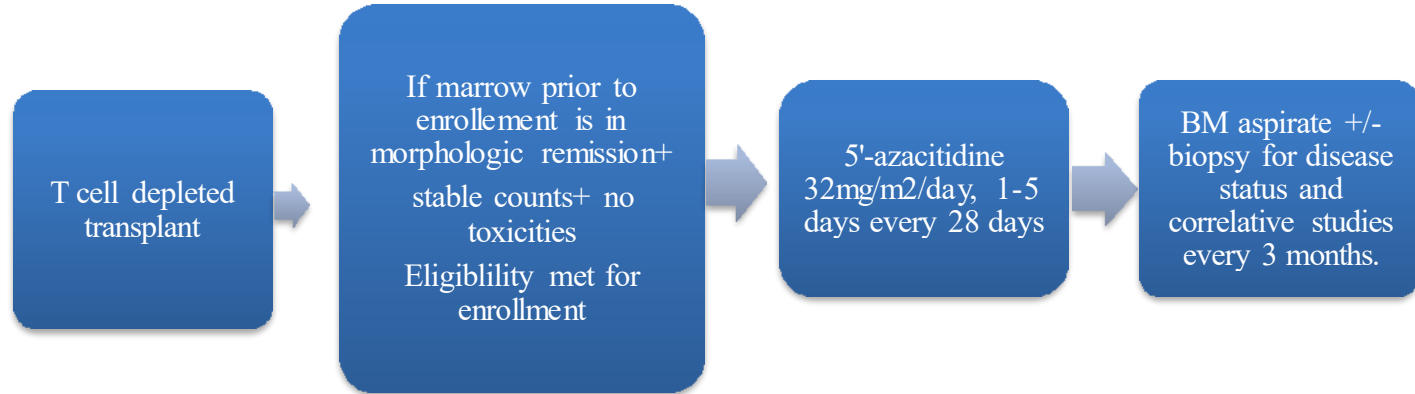 T cell depleted
transplant
If marrow prior to
enrollement is in
morphologic remission+
stable counts+ no
toxicities
Eligiblility met for
enrollment
5'-azacitidine
32mg/m2/day, 1-5
days every 28 days
BM aspirate +/-
biopsy for disease
status and
correlative studies
every 3 months.